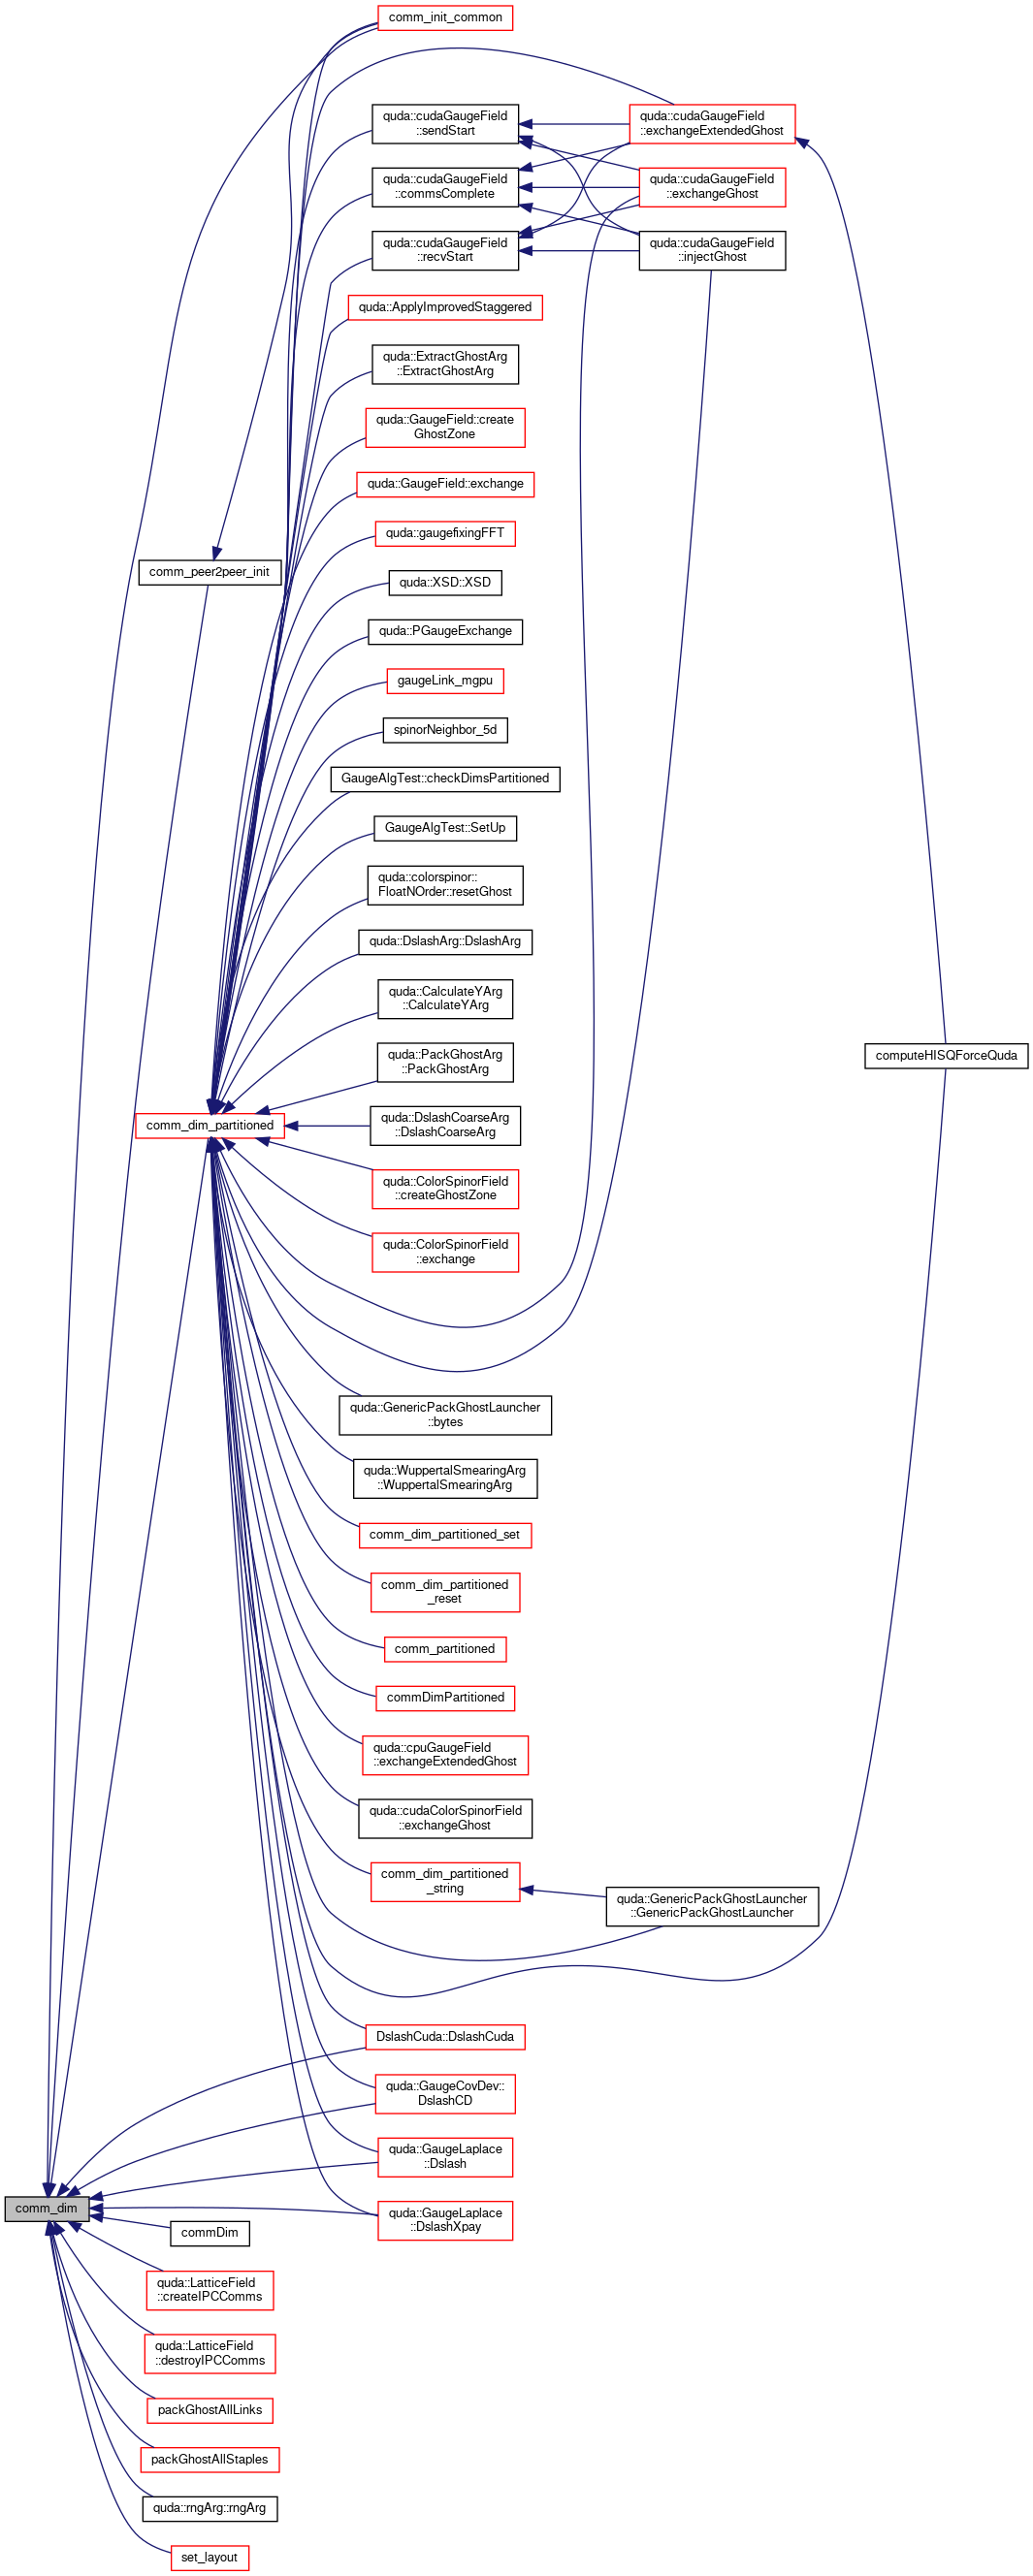 comm_init_common
quda::cudaGaugeField
::sendStart
quda::cudaGaugeField
::exchangeExtendedGhost
quda::cudaGaugeField
::commsComplete
quda::cudaGaugeField
::exchangeGhost
quda::cudaGaugeField
::recvStart
quda::cudaGaugeField
::injectGhost
quda::ApplyImprovedStaggered
quda::ExtractGhostArg
::ExtractGhostArg
quda::GaugeField::create
GhostZone
quda::GaugeField::exchange
quda::gaugefixingFFT
comm_peer2peer_init
quda::XSD::XSD
quda::PGaugeExchange
gaugeLink_mgpu
spinorNeighbor_5d
GaugeAlgTest::checkDimsPartitioned
GaugeAlgTest::SetUp
quda::colorspinor::
FloatNOrder::resetGhost
quda::DslashArg::DslashArg
quda::CalculateYArg
::CalculateYArg
computeHISQForceQuda
quda::PackGhostArg
::PackGhostArg
comm_dim_partitioned
quda::DslashCoarseArg
::DslashCoarseArg
quda::ColorSpinorField
::createGhostZone
quda::ColorSpinorField
::exchange
quda::GenericPackGhostLauncher
::bytes
quda::WuppertalSmearingArg
::WuppertalSmearingArg
comm_dim_partitioned_set
comm_dim_partitioned
_reset
comm_partitioned
commDimPartitioned
quda::cpuGaugeField
::exchangeExtendedGhost
quda::cudaColorSpinorField
::exchangeGhost
comm_dim_partitioned
_string
quda::GenericPackGhostLauncher
::GenericPackGhostLauncher
DslashCuda::DslashCuda
quda::GaugeCovDev::
DslashCD
quda::GaugeLaplace
::Dslash
comm_dim
quda::GaugeLaplace
::DslashXpay
commDim
quda::LatticeField
::createIPCComms
quda::LatticeField
::destroyIPCComms
packGhostAllLinks
packGhostAllStaples
quda::rngArg::rngArg
set_layout